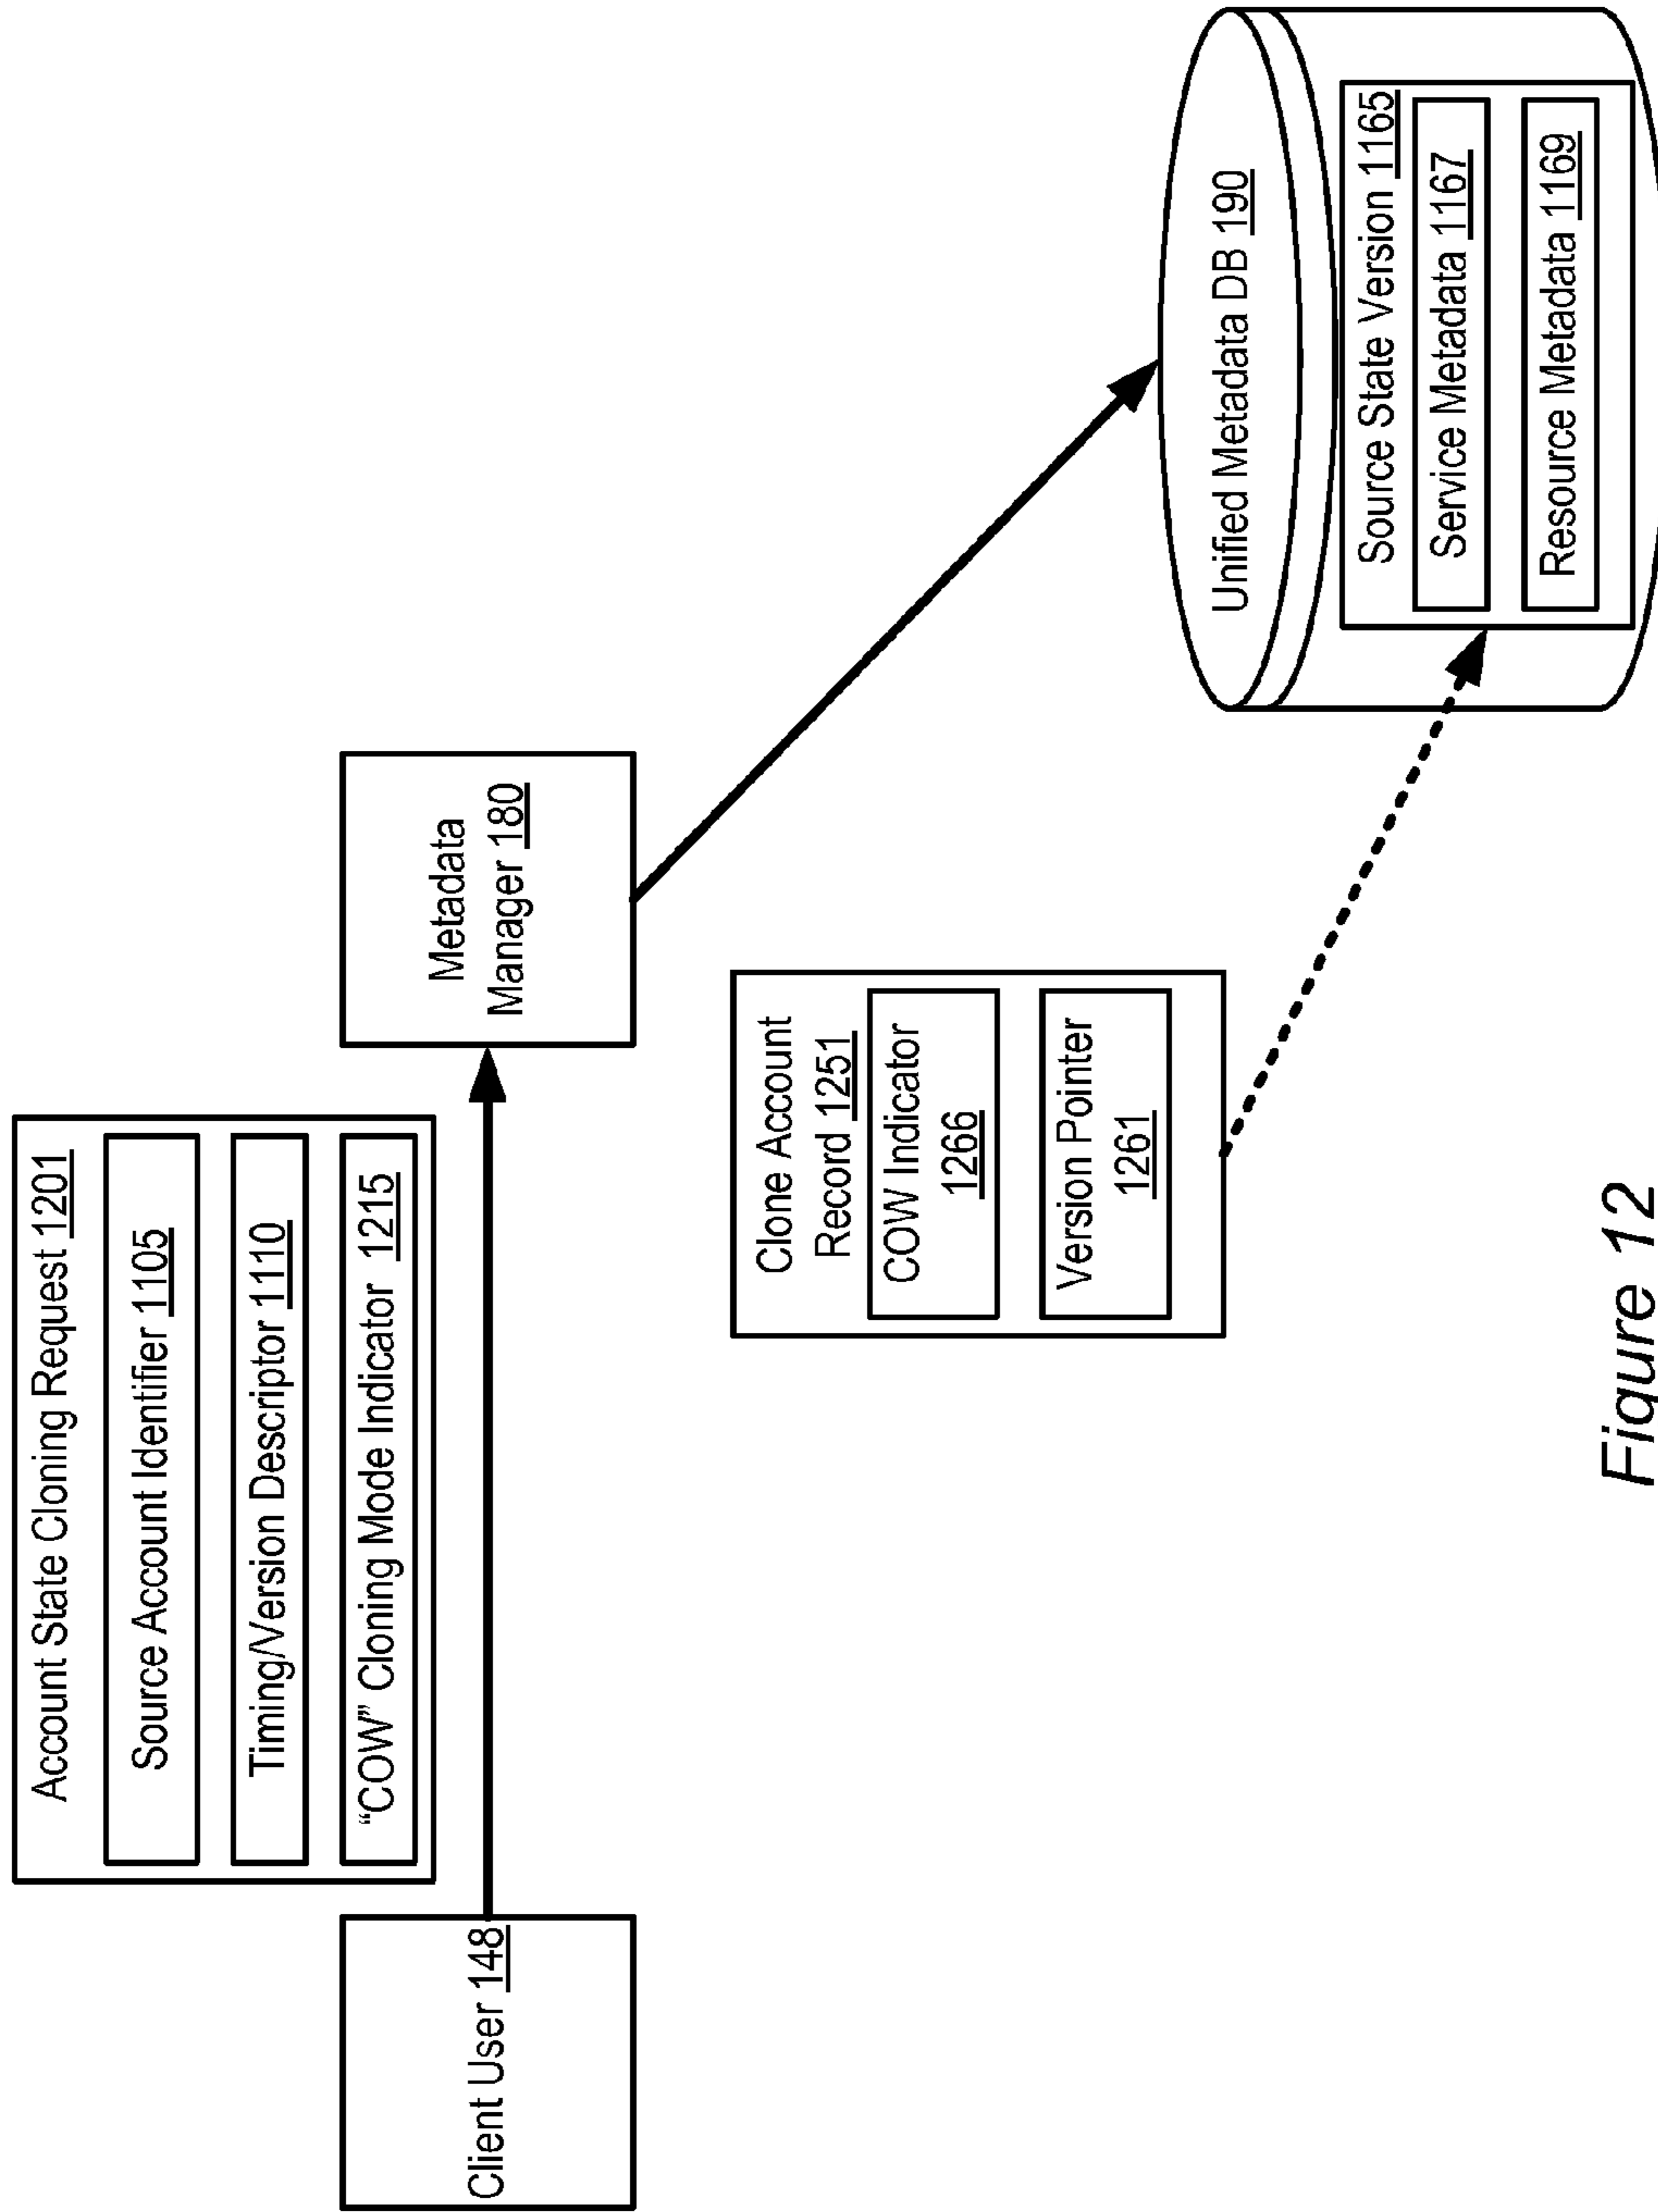 Account State Cloning Request 1201
Source Account Identifier 1105
Timing/Version Descriptor 1110
“COW” Cloning Mode Indicator 1215
Client User 148
Metadata
Manager 180
Clone Account
Record 1251
COW Indicator
1266
Version Pointer
1261
Unified Metadata DB 190
Source State Version 1165
Service Metadata 1167
Resource Metadata 1169
Figure 12